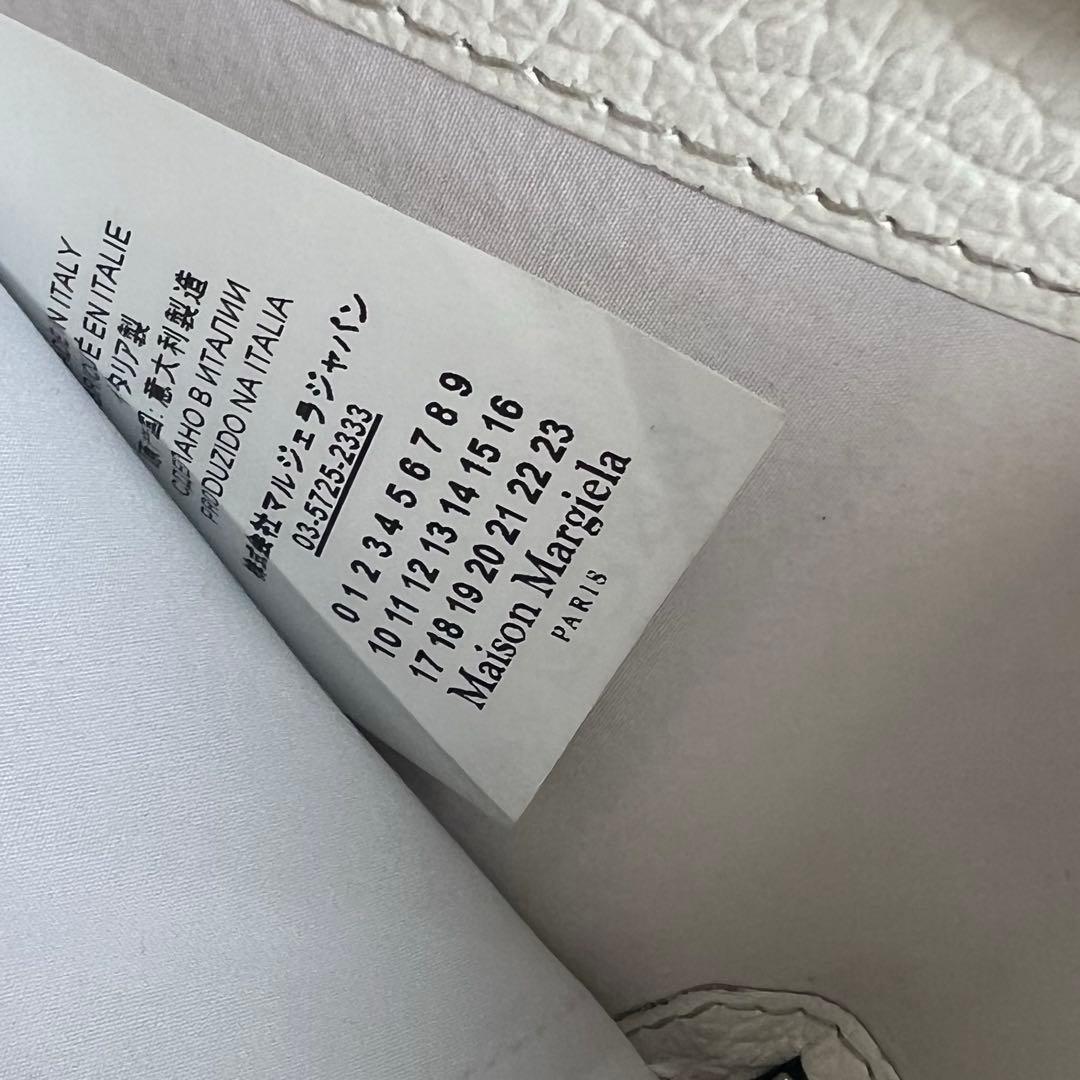 IN ITALY
EN ITALIE
タリア製
国: 意大利製造
СДЕЛАНО В ИТАЛИИ
PRODUZIDO NA ITALIA
株式会社マルジェラジャパン
03-5725-2333
0 1 2 3 4 5 6 7 8 9
10 11 12 13 14 15 16
17 18 19 20 21 22 23
Maison Margiela
PARIS